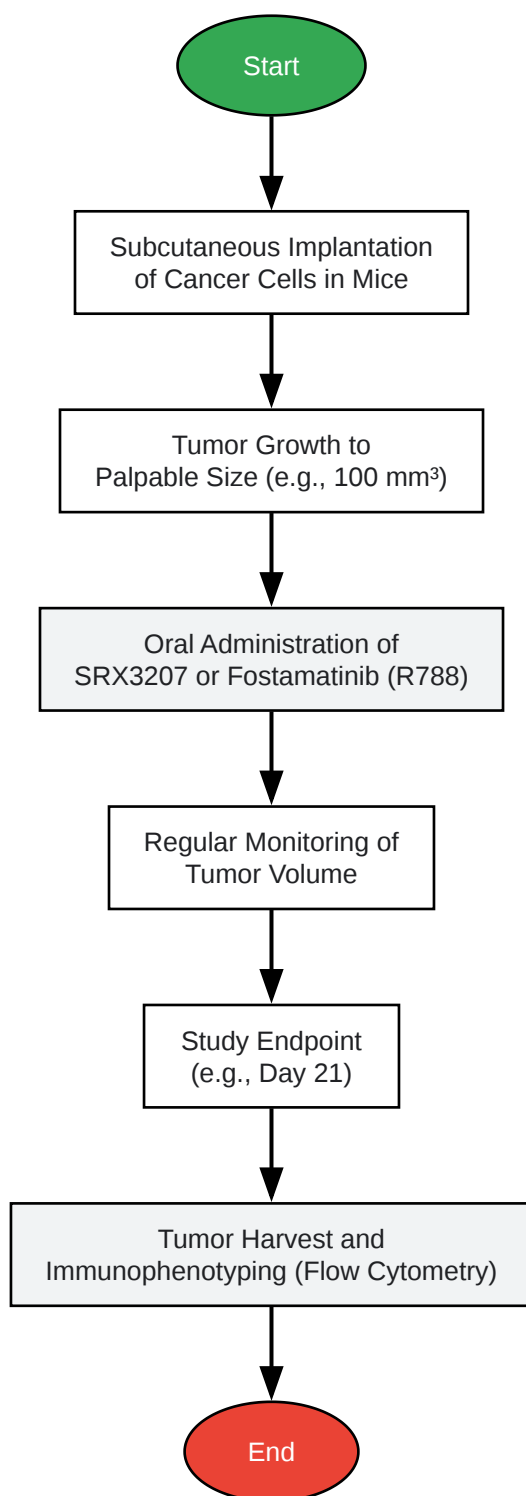 Start
Subcutaneous Implantation
of Cancer Cells in Mice
Tumor Growth to
Palpable Size (e.g., 100 mm³)
Oral Administration of
SRX3207 or Fostamatinib (R788)
Regular Monitoring of
Tumor Volume
Study Endpoint
(e.g., Day 21)
Tumor Harvest and
Immunophenotyping (Flow Cytometry)
End